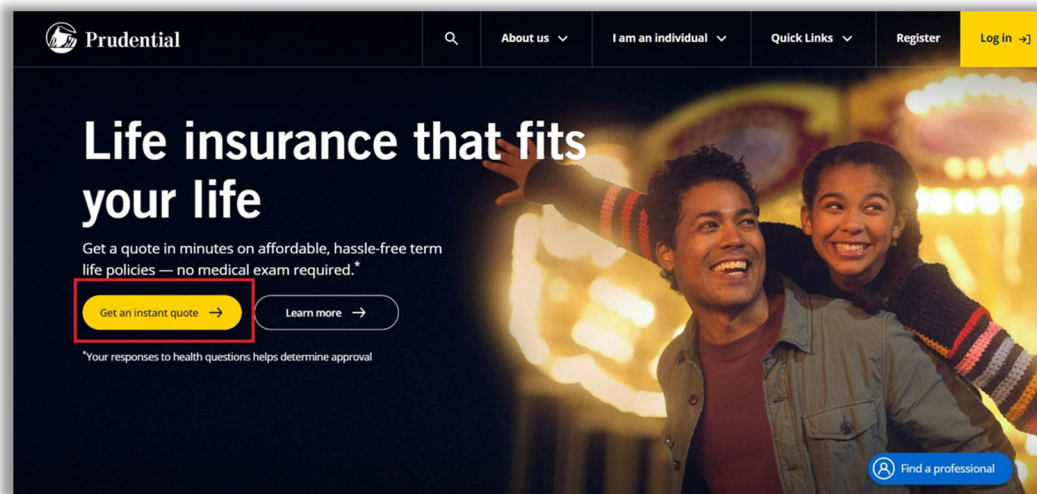 Prudential
About us
I am an individual
Quick Links
Register
Log in
Life insurance that fits
your life
Get a quote in minutes on affordable, hassle-free term
life policies — no medical exam required.*
Get an instant quote
Learn more
*Your responses to health questions helps determine approval
Find a professional